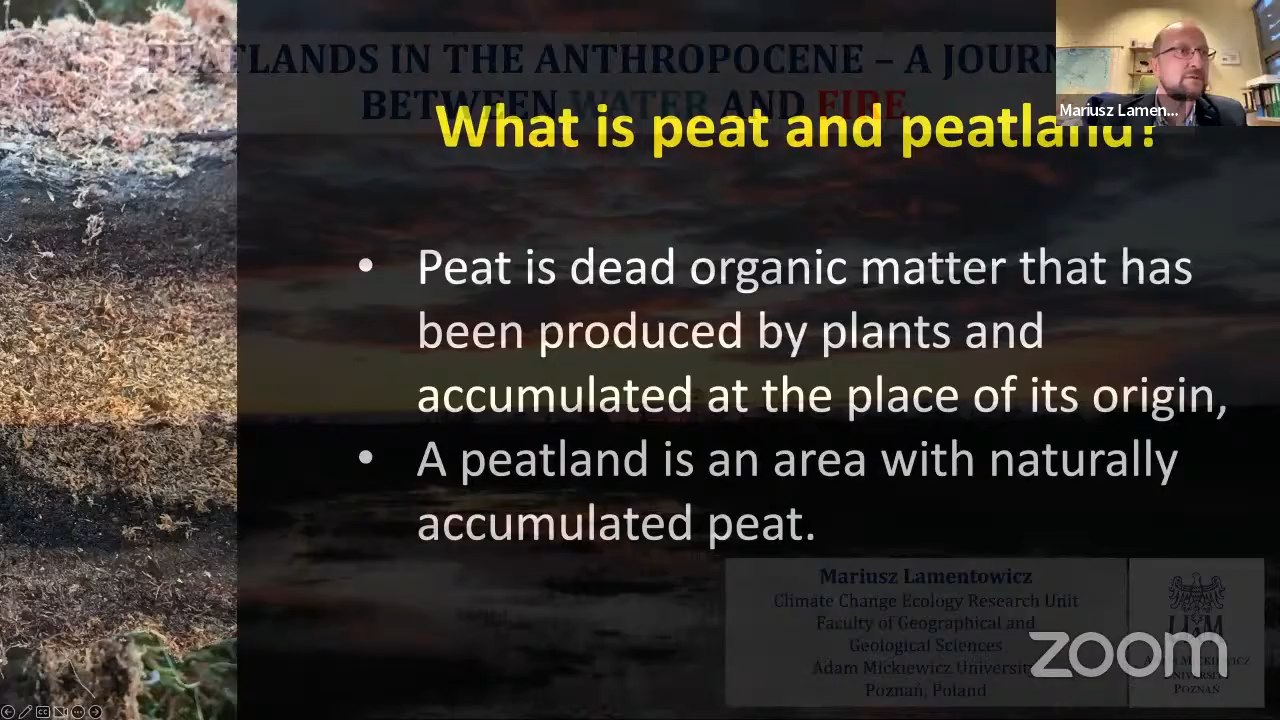 PEATLANDS IN THE ANTHROPOCENE – A JOURN
BETWEEN WATER AND FIRE
Mariusz Lamen...
What is peat and peatland?
• Peat is dead organic matter that has
been produced by plants and
accumulated at the place of its origin,
• A peatland is an area with naturally
accumulated peat.
Mariusz Lamentowicz
Climate Change Ecology Research Unit
Faculty of Geographical and
Geological Sciences
Adam Mickiewicz University
Poznań, Poland
zoom
UNIVERSITY
POZNAŃ